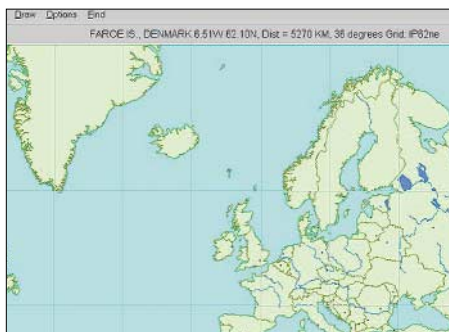 Draw Options Find
FAROE IS., DENMARK 6.51W 62.10N, Dist = 5270 KM, 36 degrees Grid: IP62ne